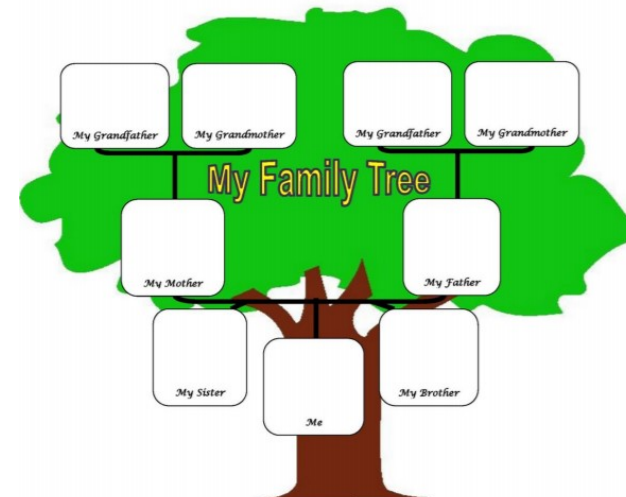 My Grandfather
My Grandmother
My Grandfather
My Grandmother
My Family Tree
My Mother
My Father
My Sister
My Brother
Me